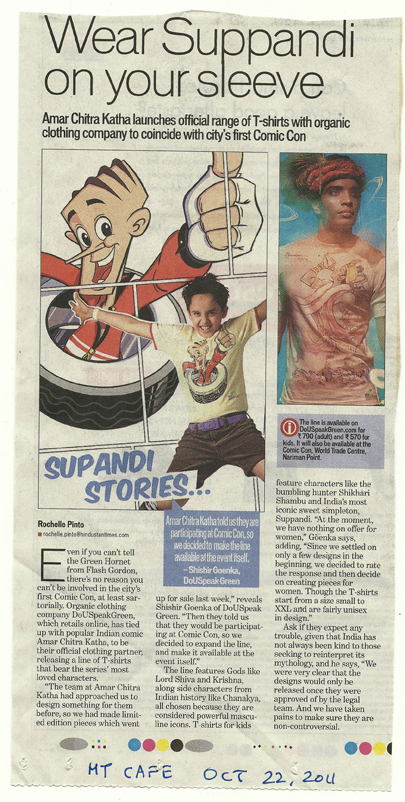 Wear Suppandi
on your sleeve
Amar Chitra Katha launches official range of T-shirts with organic
clothing company to coincide with city's first Comic Con
SUPANDI
STORIES...
Amar Chitra Katha told us they are
participating at Comic Con, so
we decided to make the line
available at the event itself.
– Shishir Goenka,
DoUSpeak Green
The line is available on
DoUSpeakGreen.com for
₹ 790 (adult) and ₹ 570 for
kids. It will also be available at the
Comic Con, World Trade Centre,
Nariman Point.
Rochelle Pinto
■ rochelle.pinto@hindustantimes.com
Even if you can't tell
the Green Hornet
from Flash Gordon,
there's no reason you
can't be involved in the city's
first Comic Con, at least sar-
torially. Organic clothing
company DoUSpeakGreen,
which retails online, has tied
up with popular Indian comic
Amar Chitra Katha, to be
their official clothing partner,
releasing a line of T-shirts
that bear the series' most
loved characters.
"The team at Amar Chitra
Katha had approached us to
design something for them
before, so we had made limit-
ed edition pieces which went
up for sale last week," reveals
Shishir Goenka of DoUSpeak
Green. "Then they told us
that they would be participat-
ing at Comic Con, so we
decided to expand the line,
and make it available at the
event itself."
The line features Gods like
Lord Shiva and Krishna,
along side characters from
Indian history like Chanakya,
all chosen because they are
considered powerful mascu-
line icons. T-shirts for kids
feature characters like the
bumbling hunter Shikhari
Shambu and India's most
iconic sweet simpleton,
Suppandi. "At the moment,
we have nothing on offer for
women," Goenka says,
adding, "Since we settled on
only a few designs in the
beginning, we decided to rate
the response and then decide
on creating pieces for
women. Though the T-shirts
start from a size small to
XXL and are fairly unisex
in design."
Ask if they expect any
trouble, given that India has
not always been kind to those
seeking to reinterpret its
mythology, and he says, "We
were very clear that the
designs would only be
released once they were
approved of by the legal
team. And we have taken
pains to make sure they are
non-controversial.
HT CAFE OCT 22, 2011